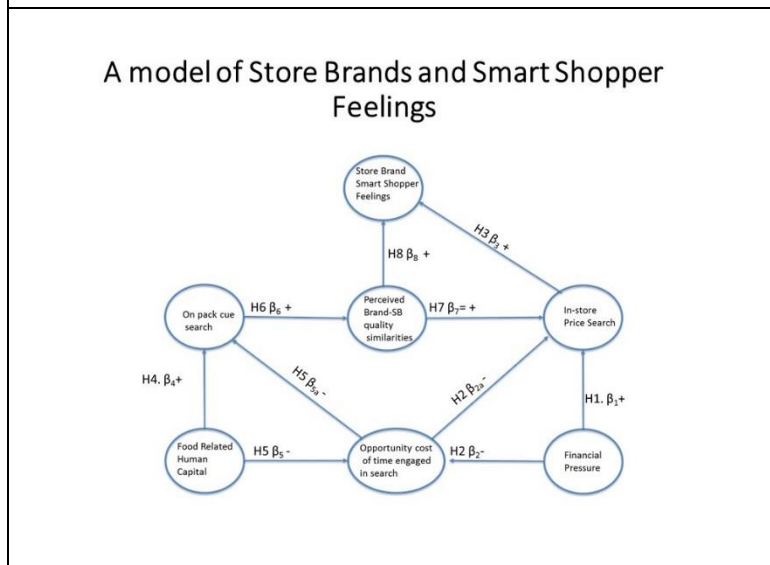 A model of Store Brands and Smart Shopper
Feelings
Store Brand
Smart Shopper
Feelings
H3 β₃ +
H8 β₈ +
On pack cue
search
H6 β₆ +
Perceived
Brand-SB
quality
similarities
H7 β₇= +
In-store
Price Search
H5 β₅ₐ -
H2 β₂ₐ-
H4. β₄+
H1. β₁+
Food Related
Human
Capital
H5 β₅ -
Opportunity cost
of time engaged
in search
H2 β₂-
Financial
Pressure